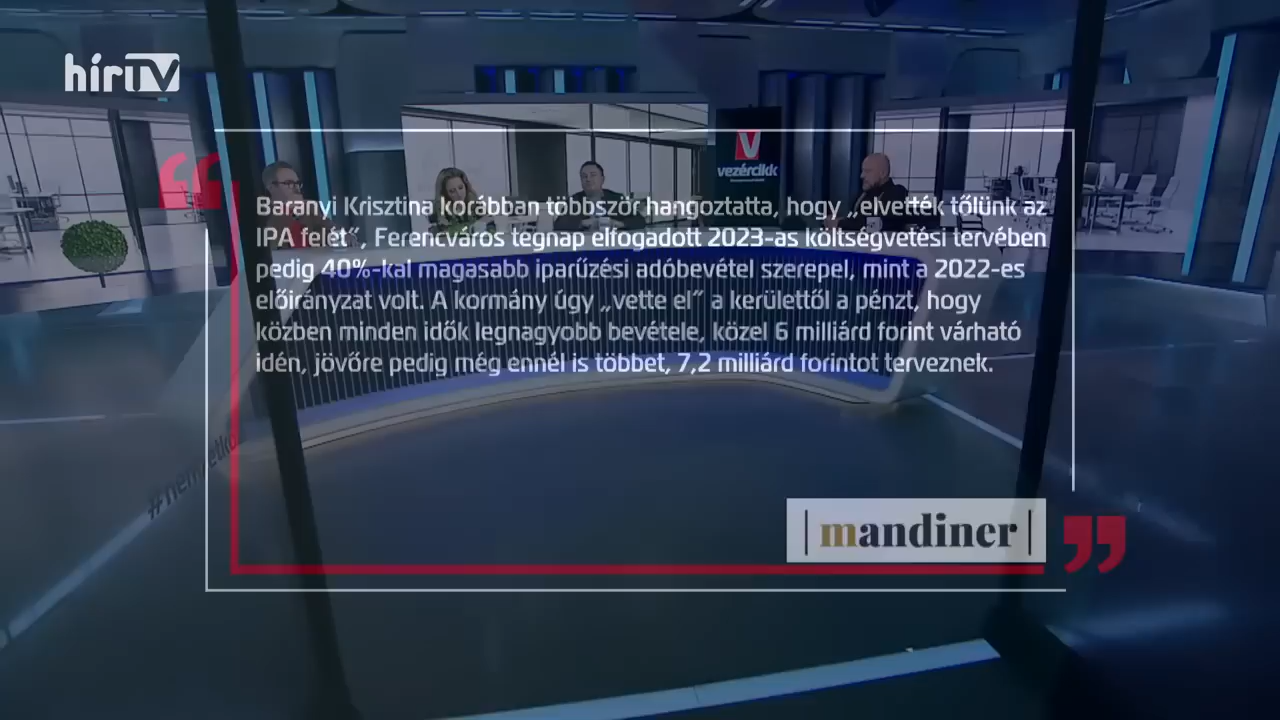 hírTV
vezércikk
Baranyi Krisztina korábban többször hangoztatta, hogy „elvették tőlünk az
IPA felét”, Ferencváros tegnap elfogadott 2023-as költségvetési tervében
pedig 40%-kal magasabb iparűzési adóbevétel szerepel, mint a 2022-es
előirányzat volt. A kormány úgy „vette el” a kerülettől a pénzt, hogy
közben minden idők legnagyobb bevétele, közel 6 milliárd forint várható
idén, jövőre pedig még ennél is többet, 7,2 milliárd forintot terveznek.
| mandiner |